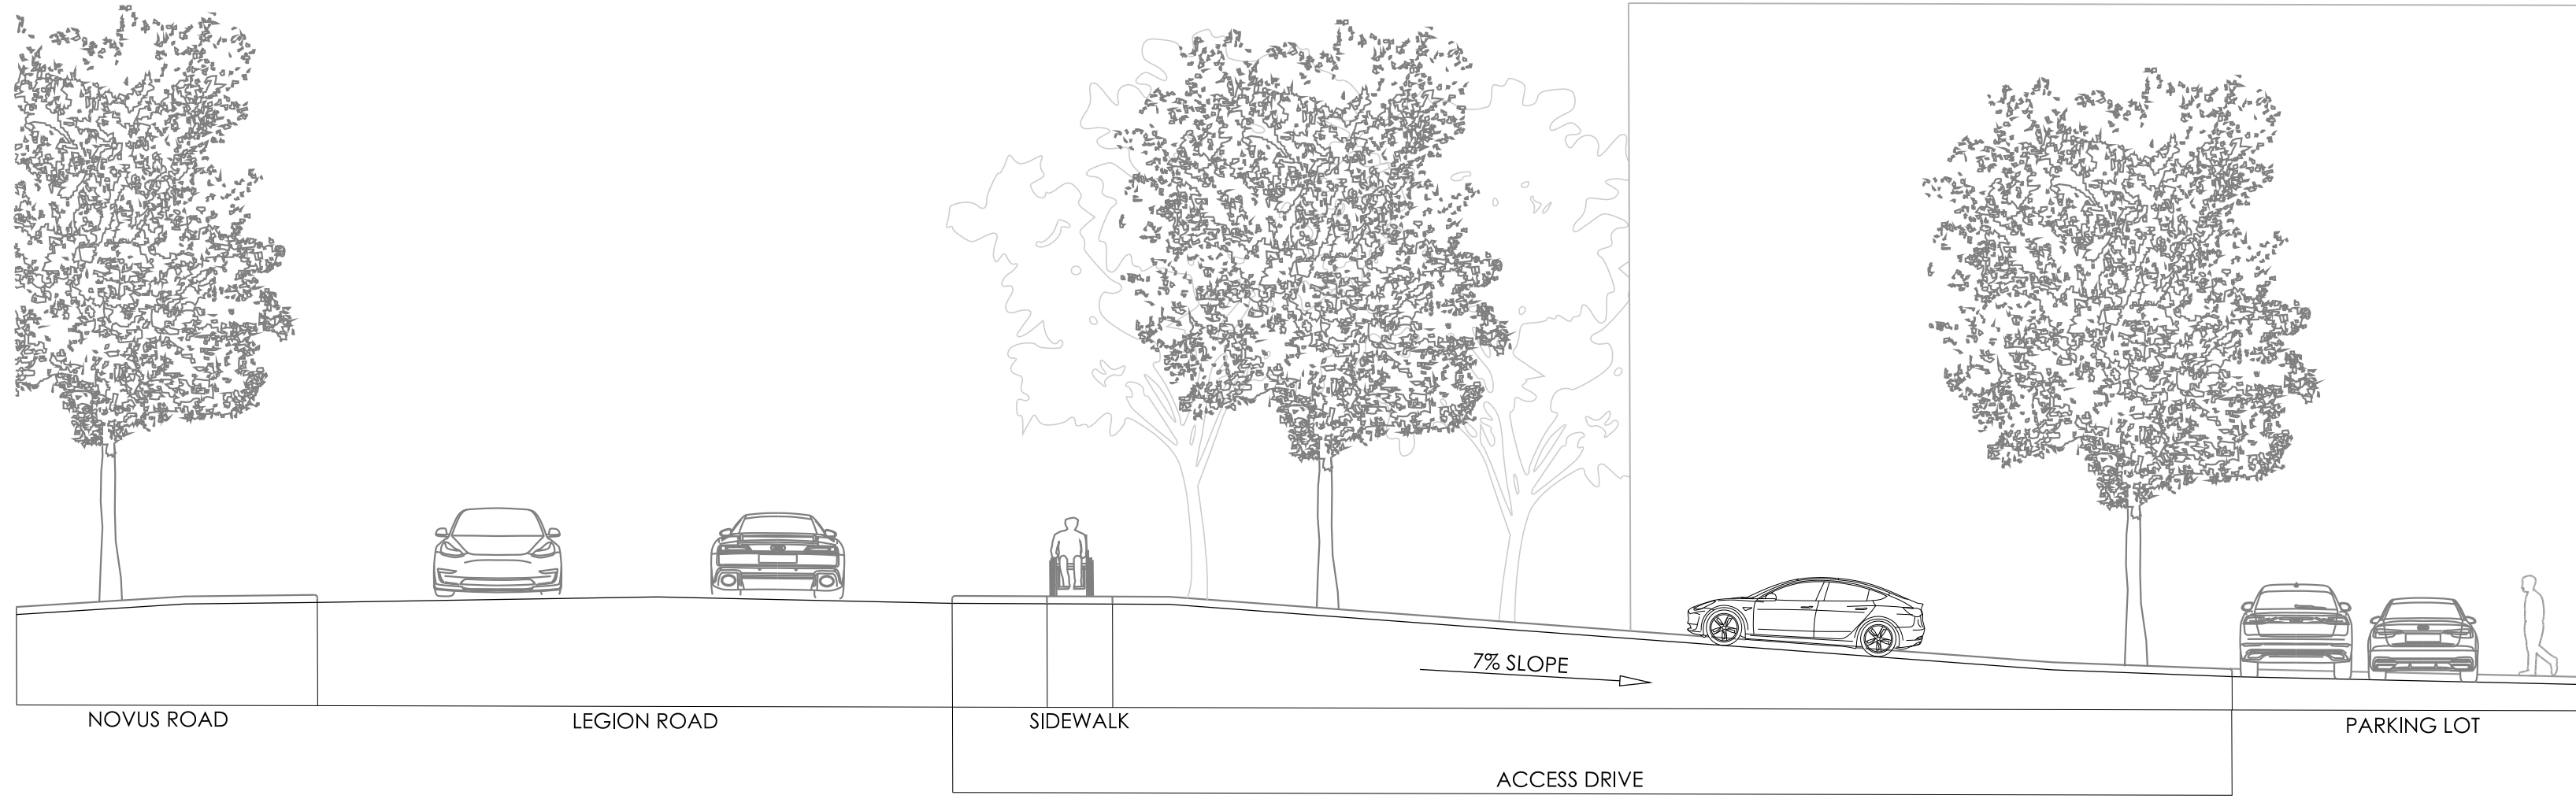 7% SLOPE
NOVUS ROAD
LEGION ROAD
SIDEWALK
PARKING LOT
ACCESS DRIVE